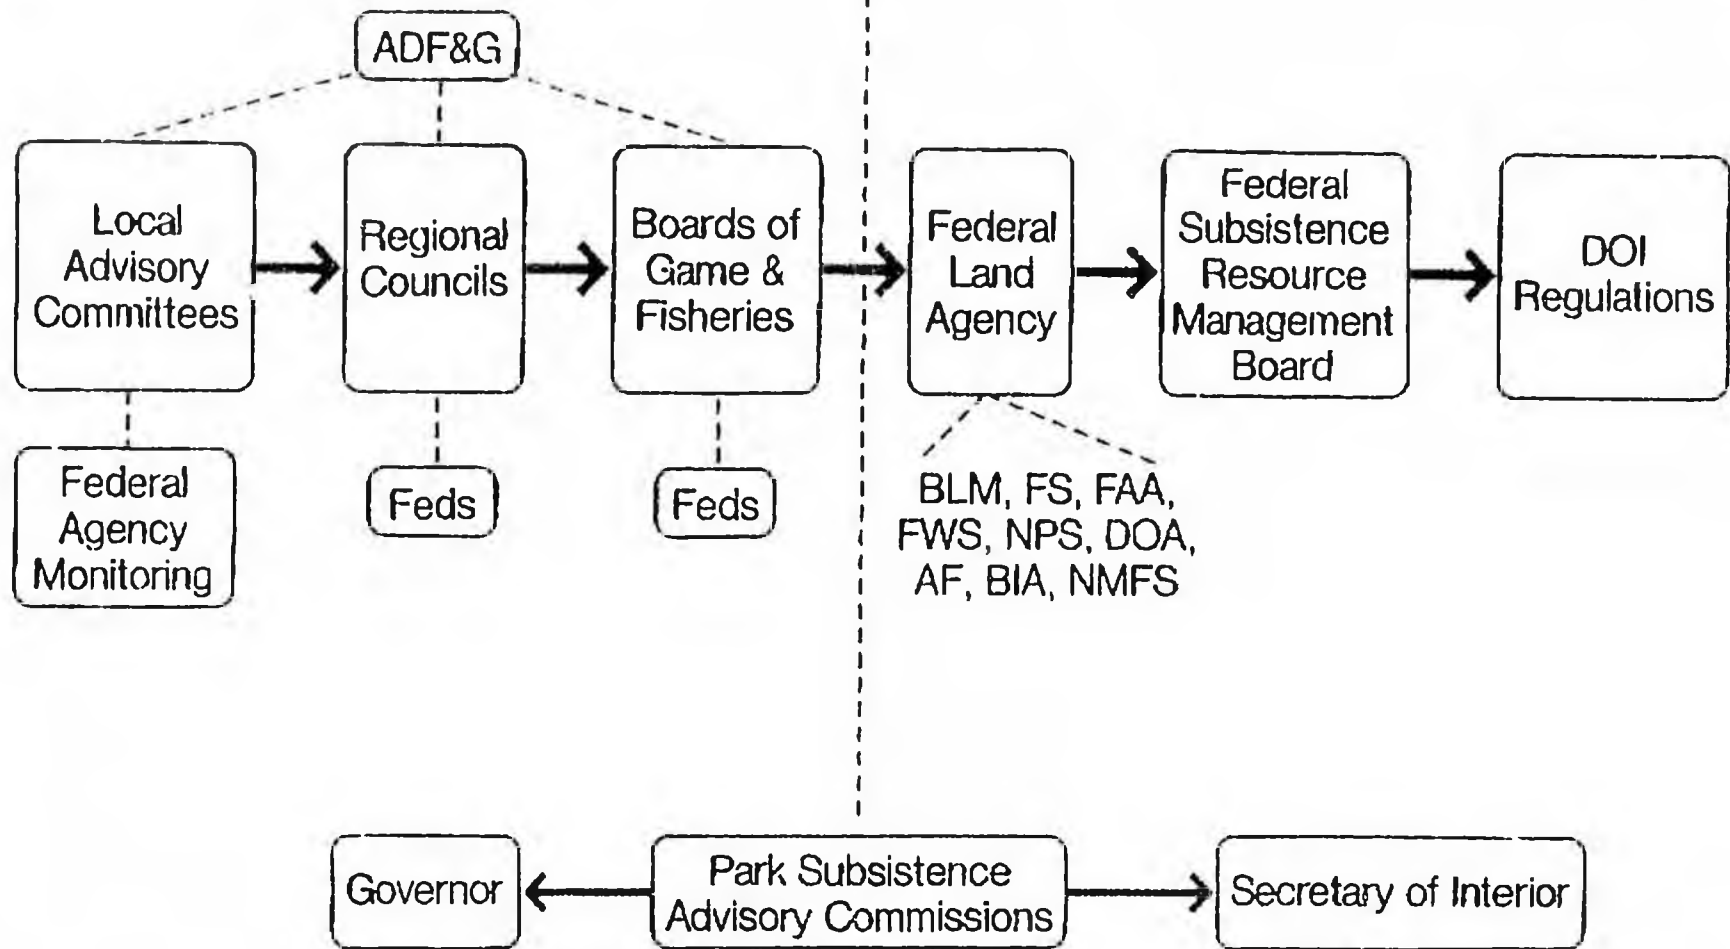 ADF&G
Local
Advisory
Committees
Regional
Councils
Boards of
Game &
Fisheries
Federal
Land
Agency
Federal
Subsistence
Resource
Management
Board
DOI
Regulations
Federal
Agency
Monitoring
Feds
Feds
BLM, FS, FAA,
FWS, NPS, DOA,
AF, BIA, NMFS
Governor
Park Subsistence
Advisory Commissions
Secretary of Interior